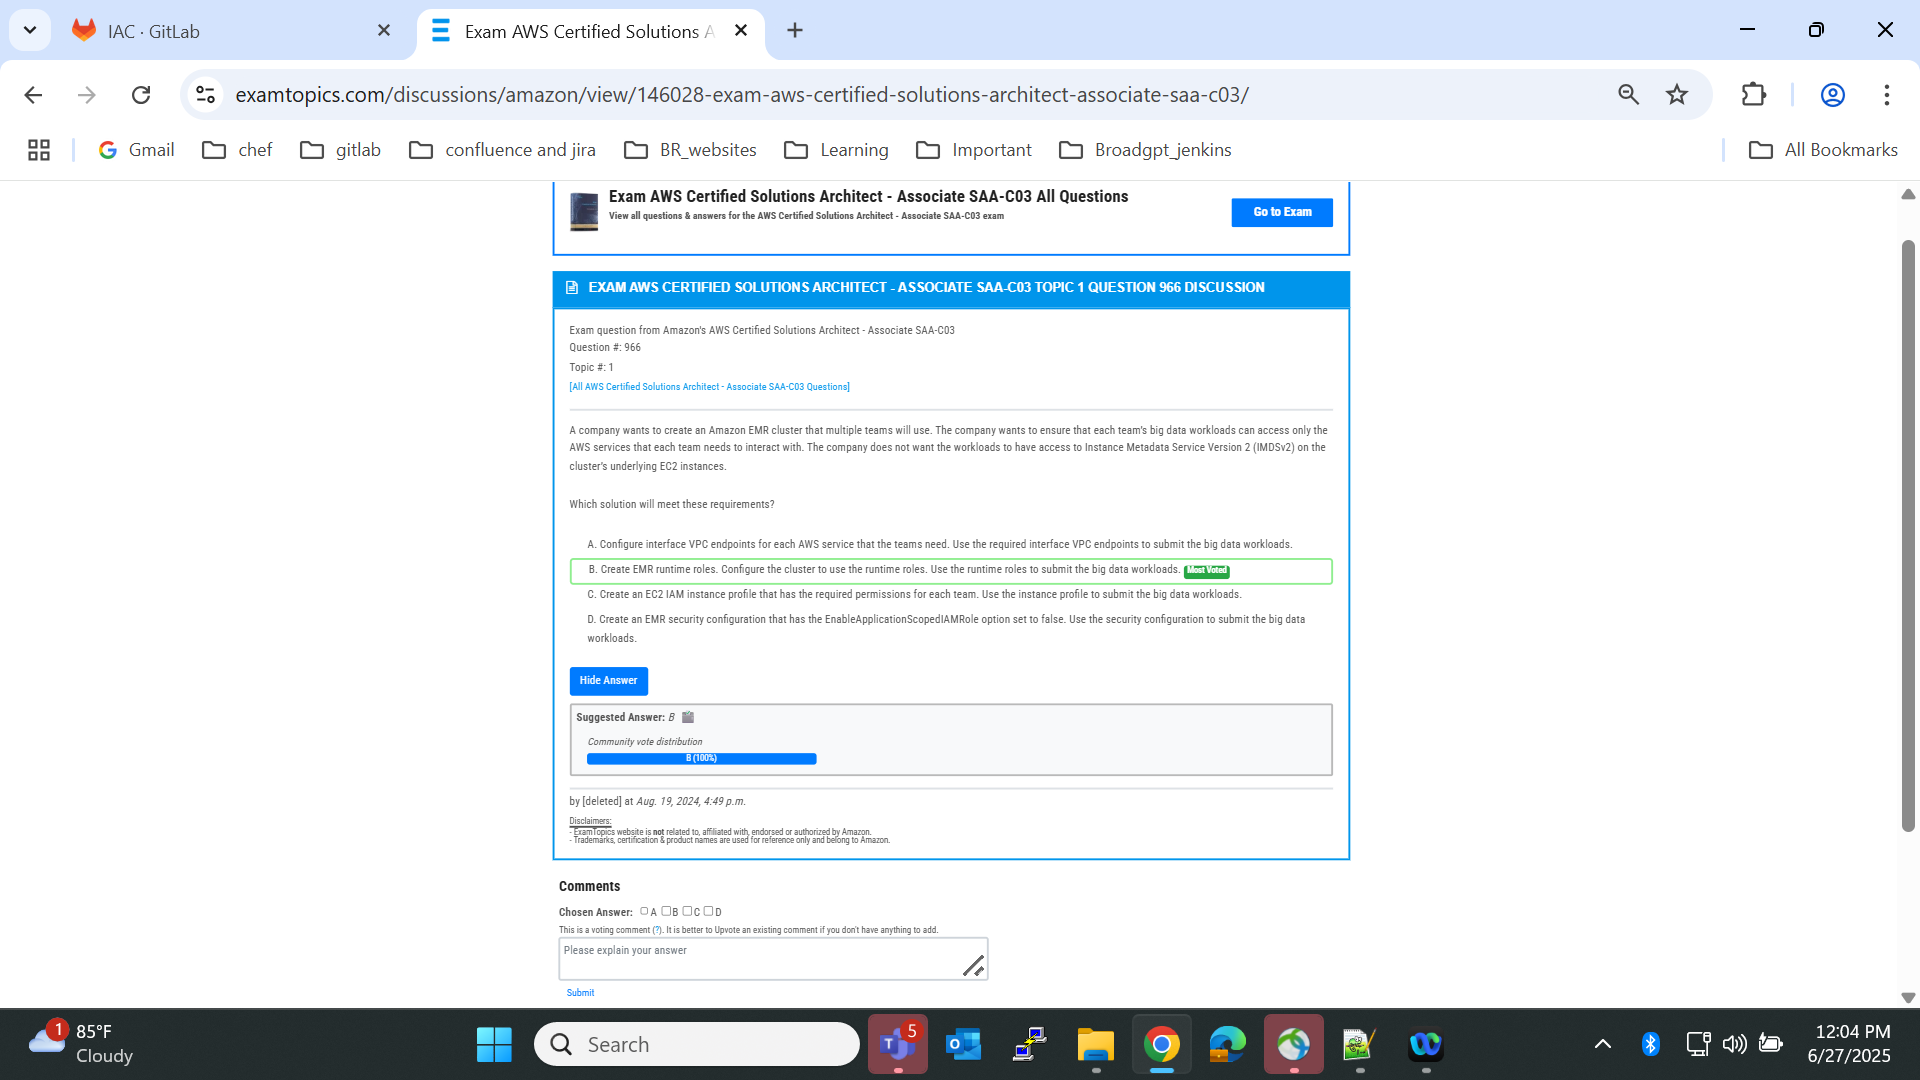 IAC · GitLab
Exam AWS Certified Solutions A
examtopics.com/discussions/amazon/view/146028-exam-aws-certified-solutions-architect-associate-saa-c03/
Gmail
chef
gitlab
confluence and jira
BR_websites
Learning
Important
Broadgpt_jenkins
All Bookmarks
Exam AWS Certified Solutions Architect - Associate SAA-C03 All Questions
View all questions & answers for the AWS Certified Solutions Architect - Associate SAA-C03 exam
Go to Exam
EXAM AWS CERTIFIED SOLUTIONS ARCHITECT - ASSOCIATE SAA-C03 TOPIC 1 QUESTION 966 DISCUSSION
Exam question from Amazon's AWS Certified Solutions Architect - Associate SAA-C03
Question #: 966
Topic #: 1
[All AWS Certified Solutions Architect - Associate SAA-C03 Questions]
A company wants to create an Amazon EMR cluster that multiple teams will use. The company wants to ensure that each team's big data workloads can access only the
AWS services that each team needs to interact with. The company does not want the workloads to have access to Instance Metadata Service Version 2 (IMDSv2) on the
cluster's underlying EC2 instances.
Which solution will meet these requirements?
A. Configure interface VPC endpoints for each AWS service that the teams need. Use the required interface VPC endpoints to submit the big data workloads.
B. Create EMR runtime roles. Configure the cluster to use the runtime roles. Use the runtime roles to submit the big data workloads. Most Voted
C. Create an EC2 IAM instance profile that has the required permissions for each team. Use the instance profile to submit the big data workloads.
D. Create an EMR security configuration that has the EnableApplicationScopedIAMRole option set to false. Use the security configuration to submit the big data
workloads.
Hide Answer
Suggested Answer: B
Community vote distribution
B (100%)
by [deleted] at Aug. 19, 2024, 4:49 p.m.
Disclaimers:
- ExamTopics website is not related to, affiliated with, endorsed or authorized by Amazon.
- Trademarks, certification & product names are used for reference only and belong to Amazon.
Comments
Chosen Answer: A B C D
This is a voting comment (?). It is better to Upvote an existing comment if you don't have anything to add.
Please explain your answer
Submit
1
85°F
Cloudy
Search
5
12:04 PM
6/27/2025